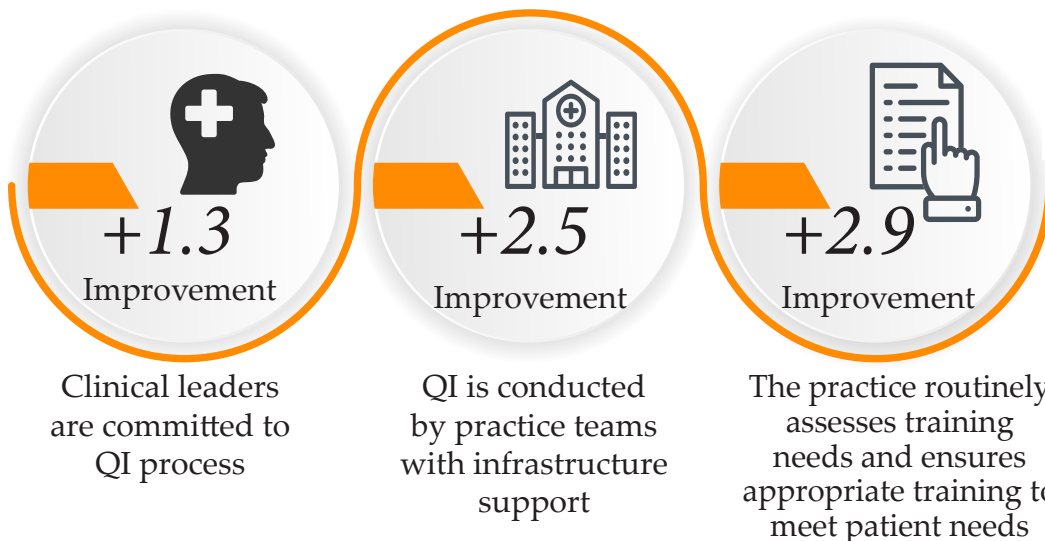 +1.3
Improvement
Clinical leaders
are committed to
QI process
+2.5
Improvement
QI is conducted
by practice teams
with infrastructure
support
+2.9
Improvement
The practice routinely
assesses training
needs and ensures
appropriate training to
meet patient needs